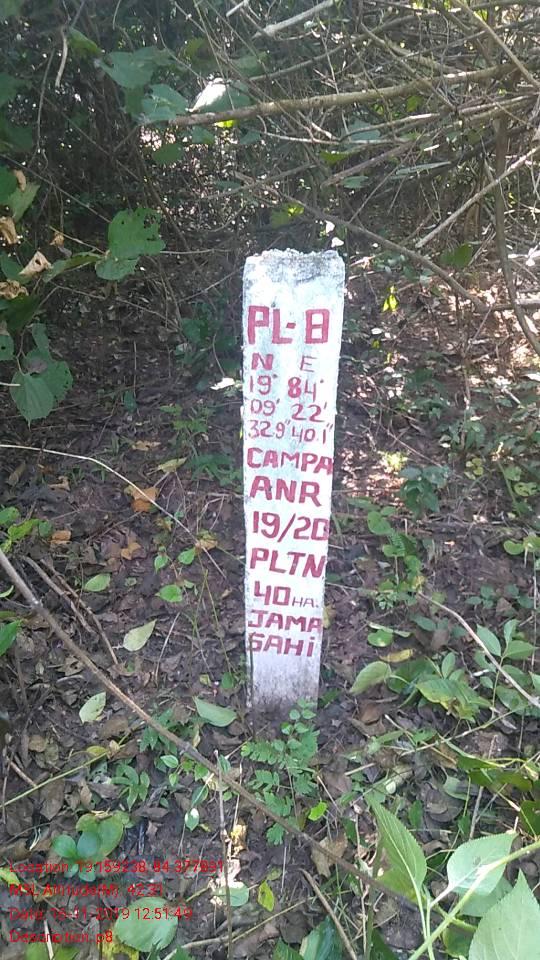 PL-8
N E
19° 84°
09' 22'
32.9" 40.1"
CAMPA
ANR
19/20
PLTN
40 HA.
JAMA
SAHi
Location: 19.159238, 84.377891
MSL Altitude(M): 42.31
Date: 16-11-2019 12:51:49
Description: p8